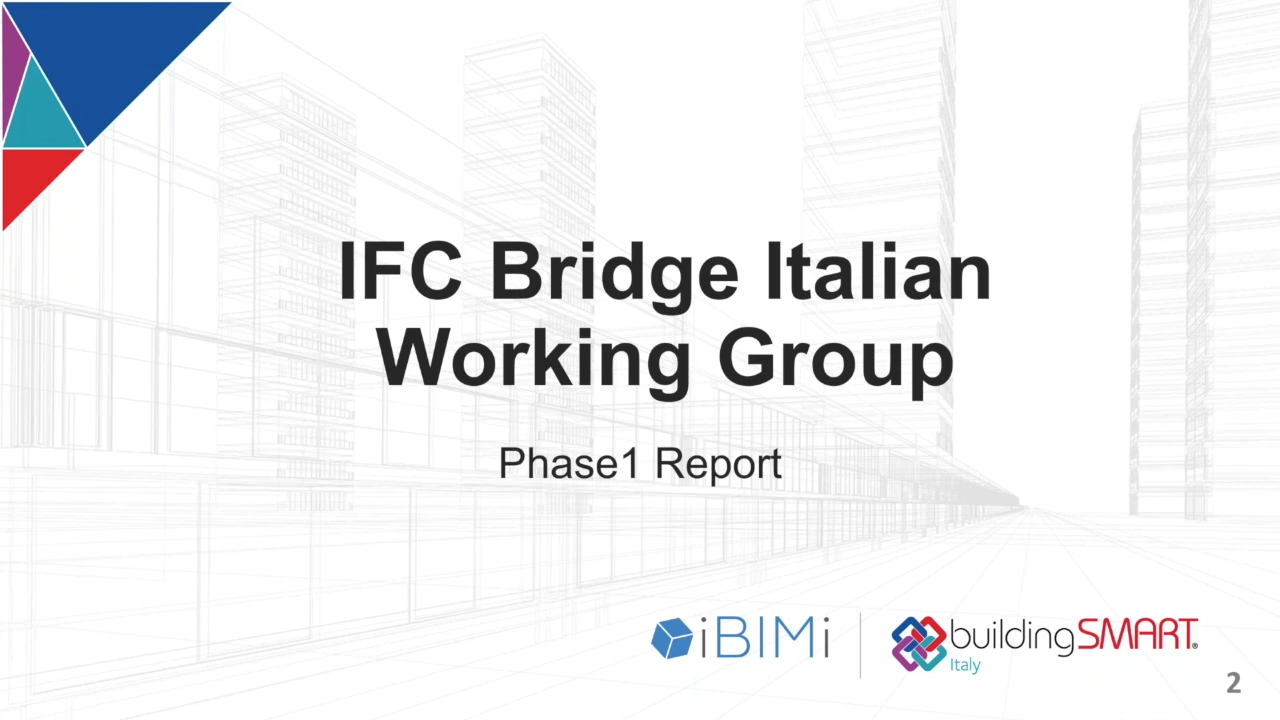 IFC Bridge Italian
Working Group
Phase1 Report
iBIMi
buildingSMART®
Italy
2